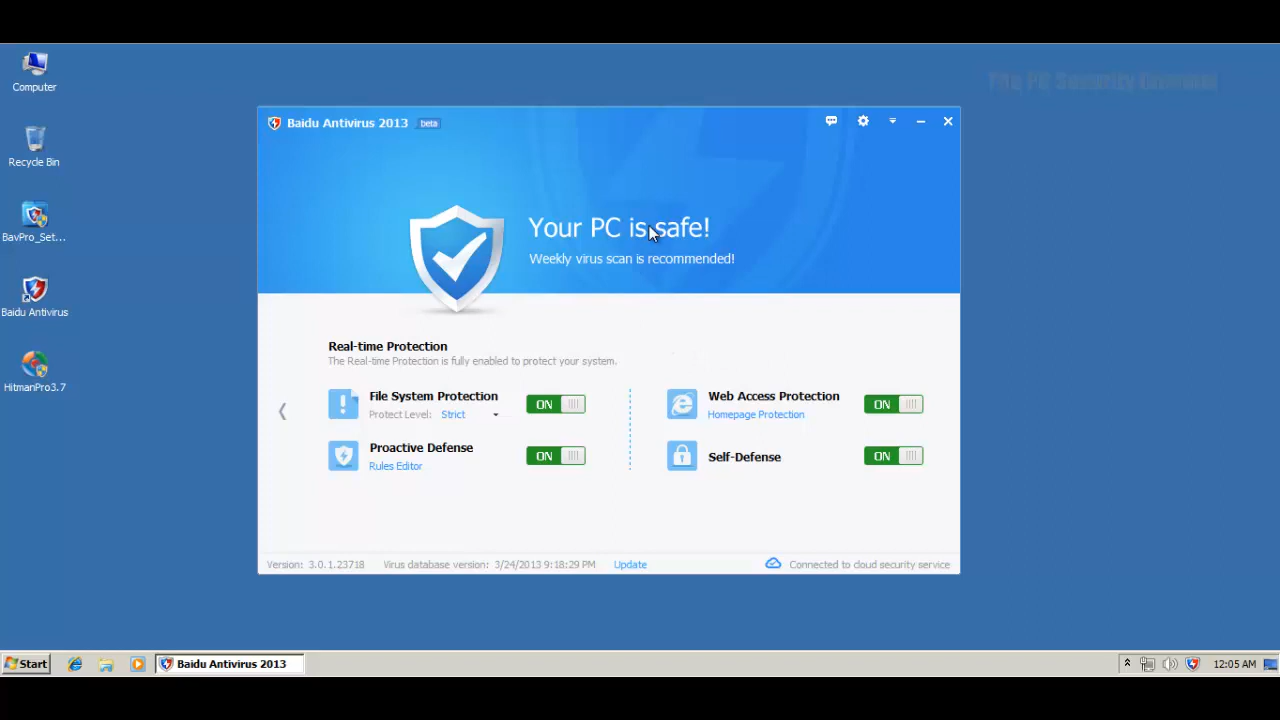 The PC Security Channel
Computer
Recycle Bin
BavPro_Set...
Baidu Antivirus
HitmanPro3.7
Baidu Antivirus 2013 beta
Your PC is safe!
Weekly virus scan is recommended!
Real-time Protection
The Real-time Protection is fully enabled to protect your system.
File System Protection
Protect Level: Strict
ON
Web Access Protection
Homepage Protection
ON
Proactive Defense
Rules Editor
ON
Self-Defense
ON
Version: 3.0.1.23718 Virus database version: 3/24/2013 9:18:29 PM Update Connected to cloud security service
Start
Baidu Antivirus 2013
12:05 AM